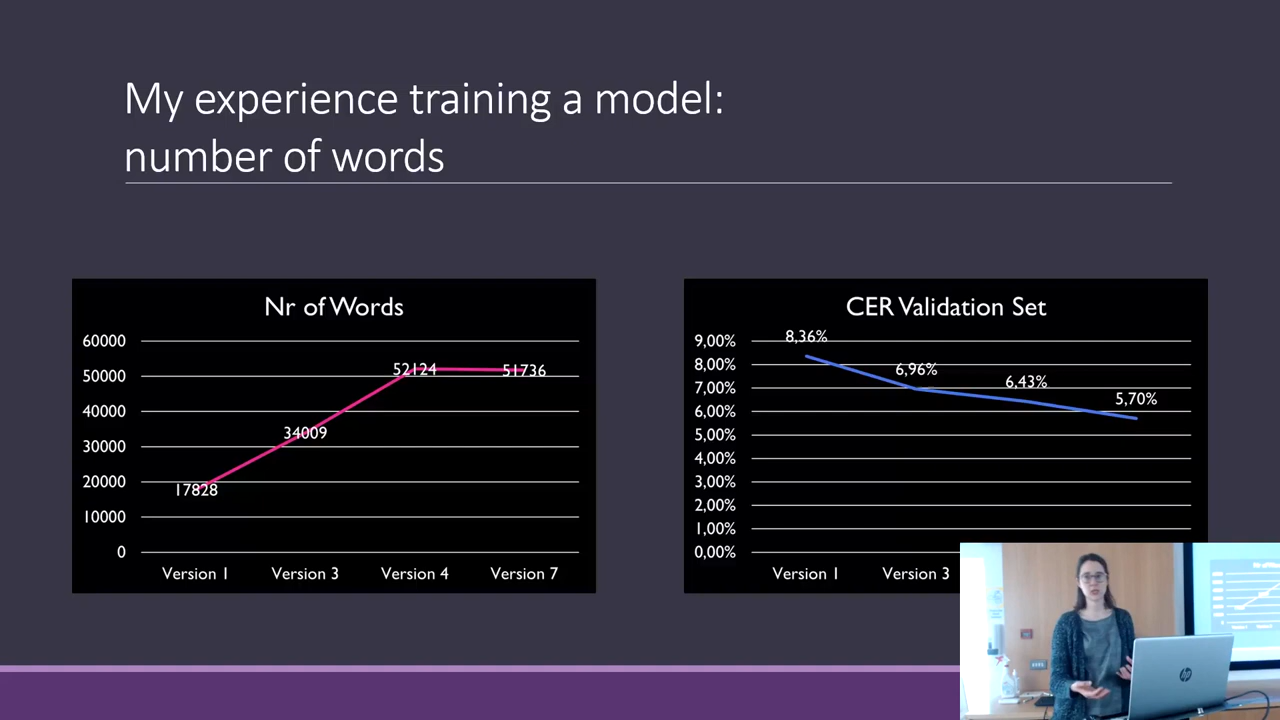 My experience training a model:
number of words
Nr of Words
60000
50000
40000
30000
20000
10000
0
17828
34009
52124
51736
Version 1
Version 3
Version 4
Version 7
CER Validation Set
9,00%
8,00%
7,00%
6,00%
5,00%
4,00%
3,00%
2,00%
1,00%
0,00%
8,36%
6,96%
6,43%
5,70%
Version 1
Version 3
hp